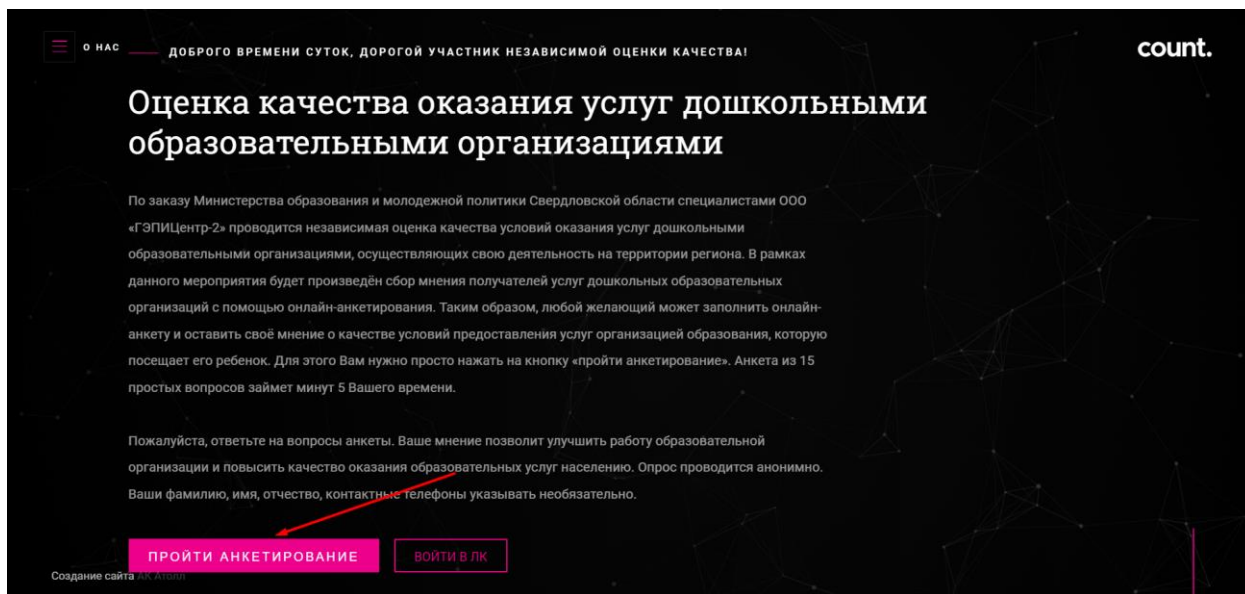 О НАС
ДОБРОГО ВРЕМЕНИ СУТОК, ДОРОГОЙ УЧАСТНИК НЕЗАВИСИМОЙ ОЦЕНКИ КАЧЕСТВА!
count.
Оценка качества оказания услуг дошкольными
образовательными организациями
По заказу Министерства образования и молодежной политики Свердловской области специалистами ООО
«ГЭПИЦентр-2» проводится независимая оценка качества условий оказания услуг дошкольными
образовательными организациями, осуществляющих свою деятельность на территории региона. В рамках
данного мероприятия будет произведён сбор мнения получателей услуг дошкольных образовательных
организаций с помощью онлайн-анкетирования. Таким образом, любой желающий может заполнить онлайн-
анкету и оставить своё мнение о качестве условий предоставления услуг организацией образования, которую
посещает его ребенок. Для этого Вам нужно просто нажать на кнопку «пройти анкетирование». Анкета из 15
простых вопросов займет минут 5 Вашего времени.
Пожалуйста, ответьте на вопросы анкеты. Ваше мнение позволит улучшить работу образовательной
организации и повысить качество оказания образовательных услуг населению. Опрос проводится анонимно.
Ваши фамилию, имя, отчество, контактные телефоны указывать необязательно.
ПРОЙТИ АНКЕТИРОВАНИЕ
ВОЙТИ В ЛК
Создание сайта АК Атолл